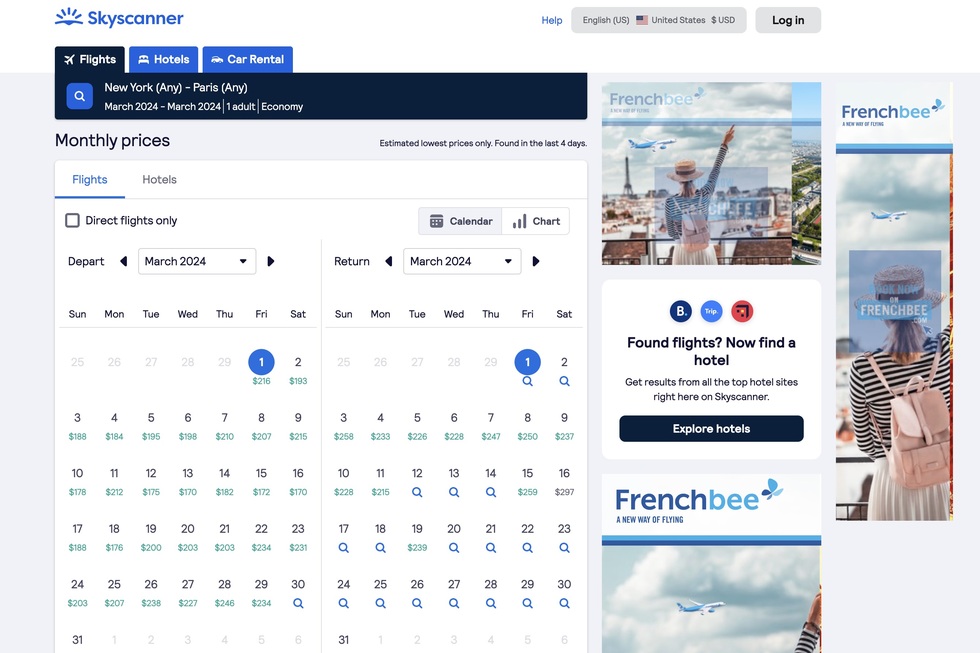 Skyscanner
Help
English (US) United States $ USD
Log in
Flights
Hotels
Car Rental
New York (Any) - Paris (Any)
March 2024 - March 2024 | 1 adult | Economy
Monthly prices
Estimated lowest prices only. Found in the last 4 days.
Flights
Hotels
Direct flights only
Calendar
Chart
Depart
March 2024
Return
March 2024
Sun Mon Tue Wed Thu Fri Sat
25 26 27 28 29 1 2
$216 $193
3 4 5 6 7 8 9
$188 $184 $195 $198 $210 $207 $215
10 11 12 13 14 15 16
$178 $212 $175 $170 $182 $172 $170
17 18 19 20 21 22 23
$188 $176 $200 $203 $203 $234 $231
24 25 26 27 28 29 30
$203 $207 $238 $227 $246 $234
31 1 2 3 4 5 6
Sun Mon Tue Wed Thu Fri Sat
25 26 27 28 29 1 2
3 4 5 6 7 8 9
$258 $233 $226 $228 $247 $250 $237
10 11 12 13 14 15 16
$228 $215 $259 $297
17 18 19 20 21 22 23
$239
24 25 26 27 28 29 30
31 1 2 3 4 5 6
Frenchbee
A NEW WAY OF FLYING
B.
Trip.
Found flights? Now find a
hotel
Get results from all the top hotel sites
right here on Skyscanner.
Explore hotels
Frenchbee
A NEW WAY OF FLYING
Frenchbee
A NEW WAY OF FLYING
BOOK NOW
ON
FRENCHBEE
.COM